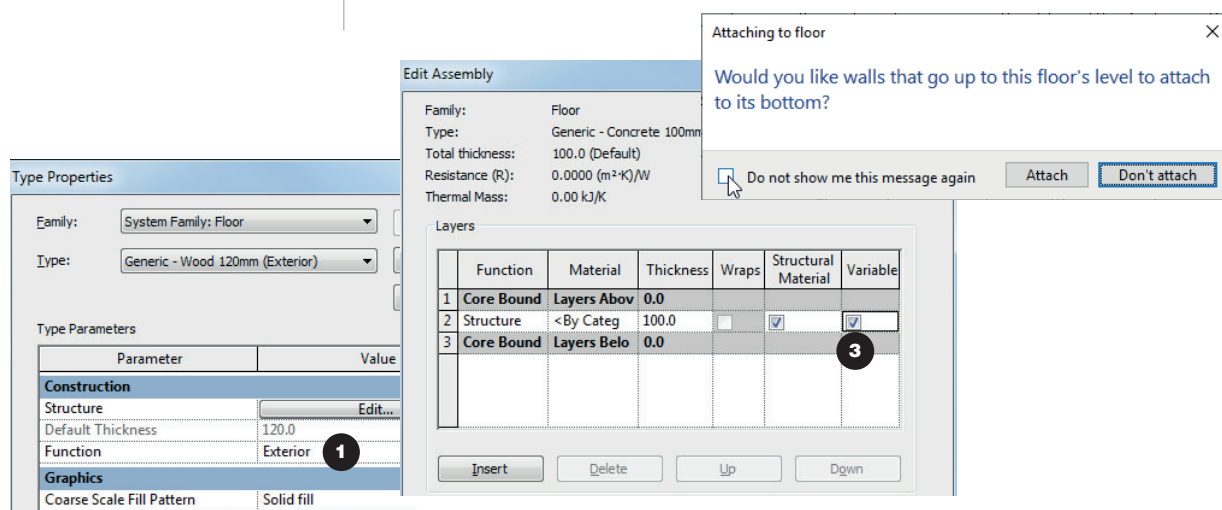 Type Properties
Family: System Family: Floor
Type: Generic - Wood 120mm (Exterior)
Type Parameters
Parameter Value
Construction
Structure Edit...
Default Thickness 120.0
Function Exterior 1
Graphics
Coarse Scale Fill Pattern Solid fill
Edit Assembly
Family: Floor
Type: Generic - Concrete 100mm
Total thickness: 100.0 (Default)
Resistance (R): 0.0000 (m²·K)/W
Thermal Mass: 0.00 kJ/K
Layers
Function Material Thickness Wraps Structural Material Variable
1 Core Bound Layers Abov 0.0
2 Structure <By Categ 100.0
3 Core Bound Layers Belo 0.0
3
Insert Delete Up Down
Attaching to floor
Would you like walls that go up to this floor's level to attach
to its bottom?
Do not show me this message again Attach Don't attach